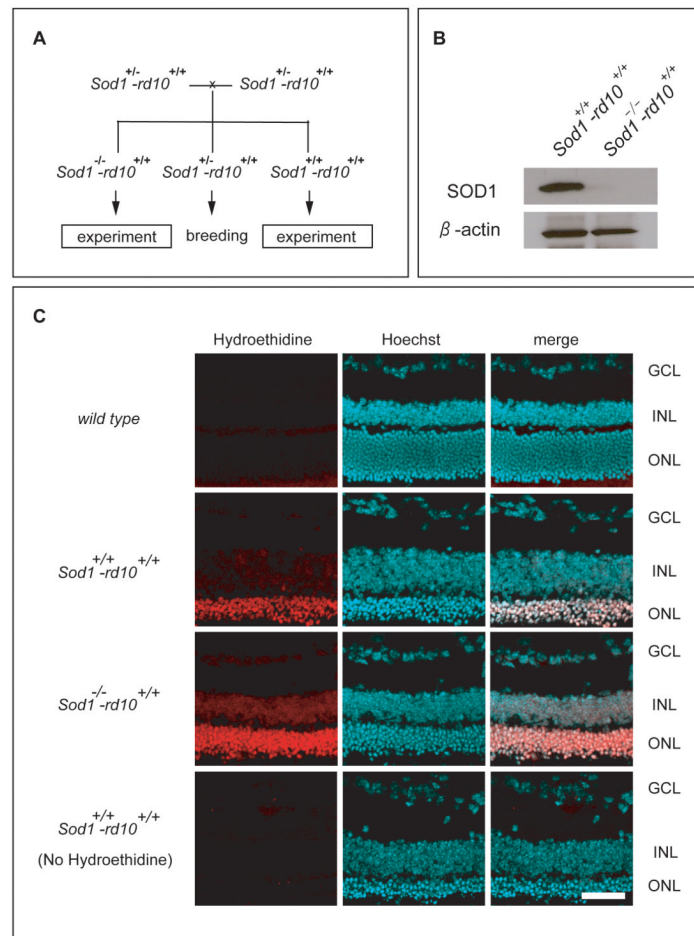 A
Sod1+/+-rd10+/+ x Sod1+/--rd10+/+
Sod1-/--rd10+/+ Sod1+/--rd10+/+ Sod1+/+-rd10+/+
experiment breeding experiment
B
Sod1+/+-rd10+/+
Sod1-/--rd10+/+
SOD1
β-actin
C
Hydroethidine Hoechst merge
wild type
GCL
INL
ONL
Sod1+/+-rd10+/+
GCL
INL
ONL
Sod1-/--rd10+/+
GCL
INL
ONL
Sod1+/+-rd10+/+
(No Hydroethidine)
GCL
INL
ONL